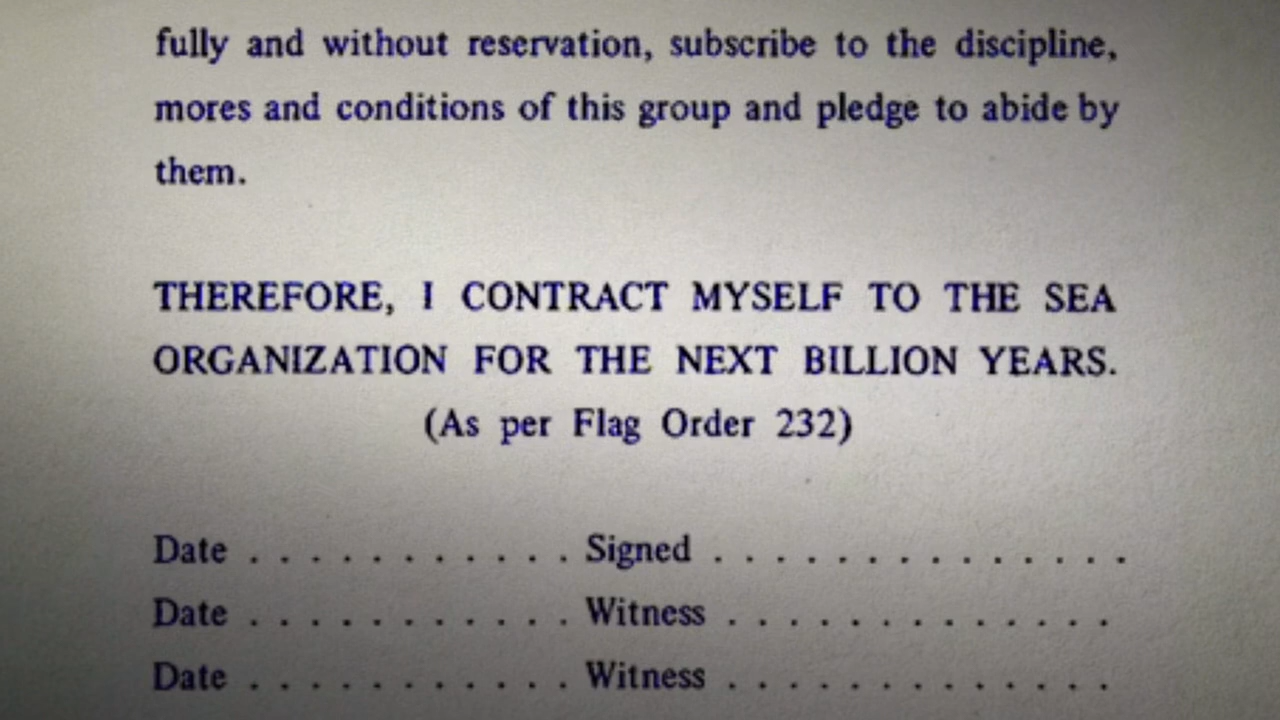 fully and without reservation, subscribe to the discipline,
mores and conditions of this group and pledge to abide by
them.
THEREFORE, I CONTRACT MYSELF TO THE SEA
ORGANIZATION FOR THE NEXT BILLION YEARS.
(As per Flag Order 232)
Date . . . . . . . . . . . Signed . . . . . . . . . . . . . .
Date . . . . . . . . . . . Witness . . . . . . . . . . . . .
Date . . . . . . . . . . . Witness . . . . . . . . . . . . .